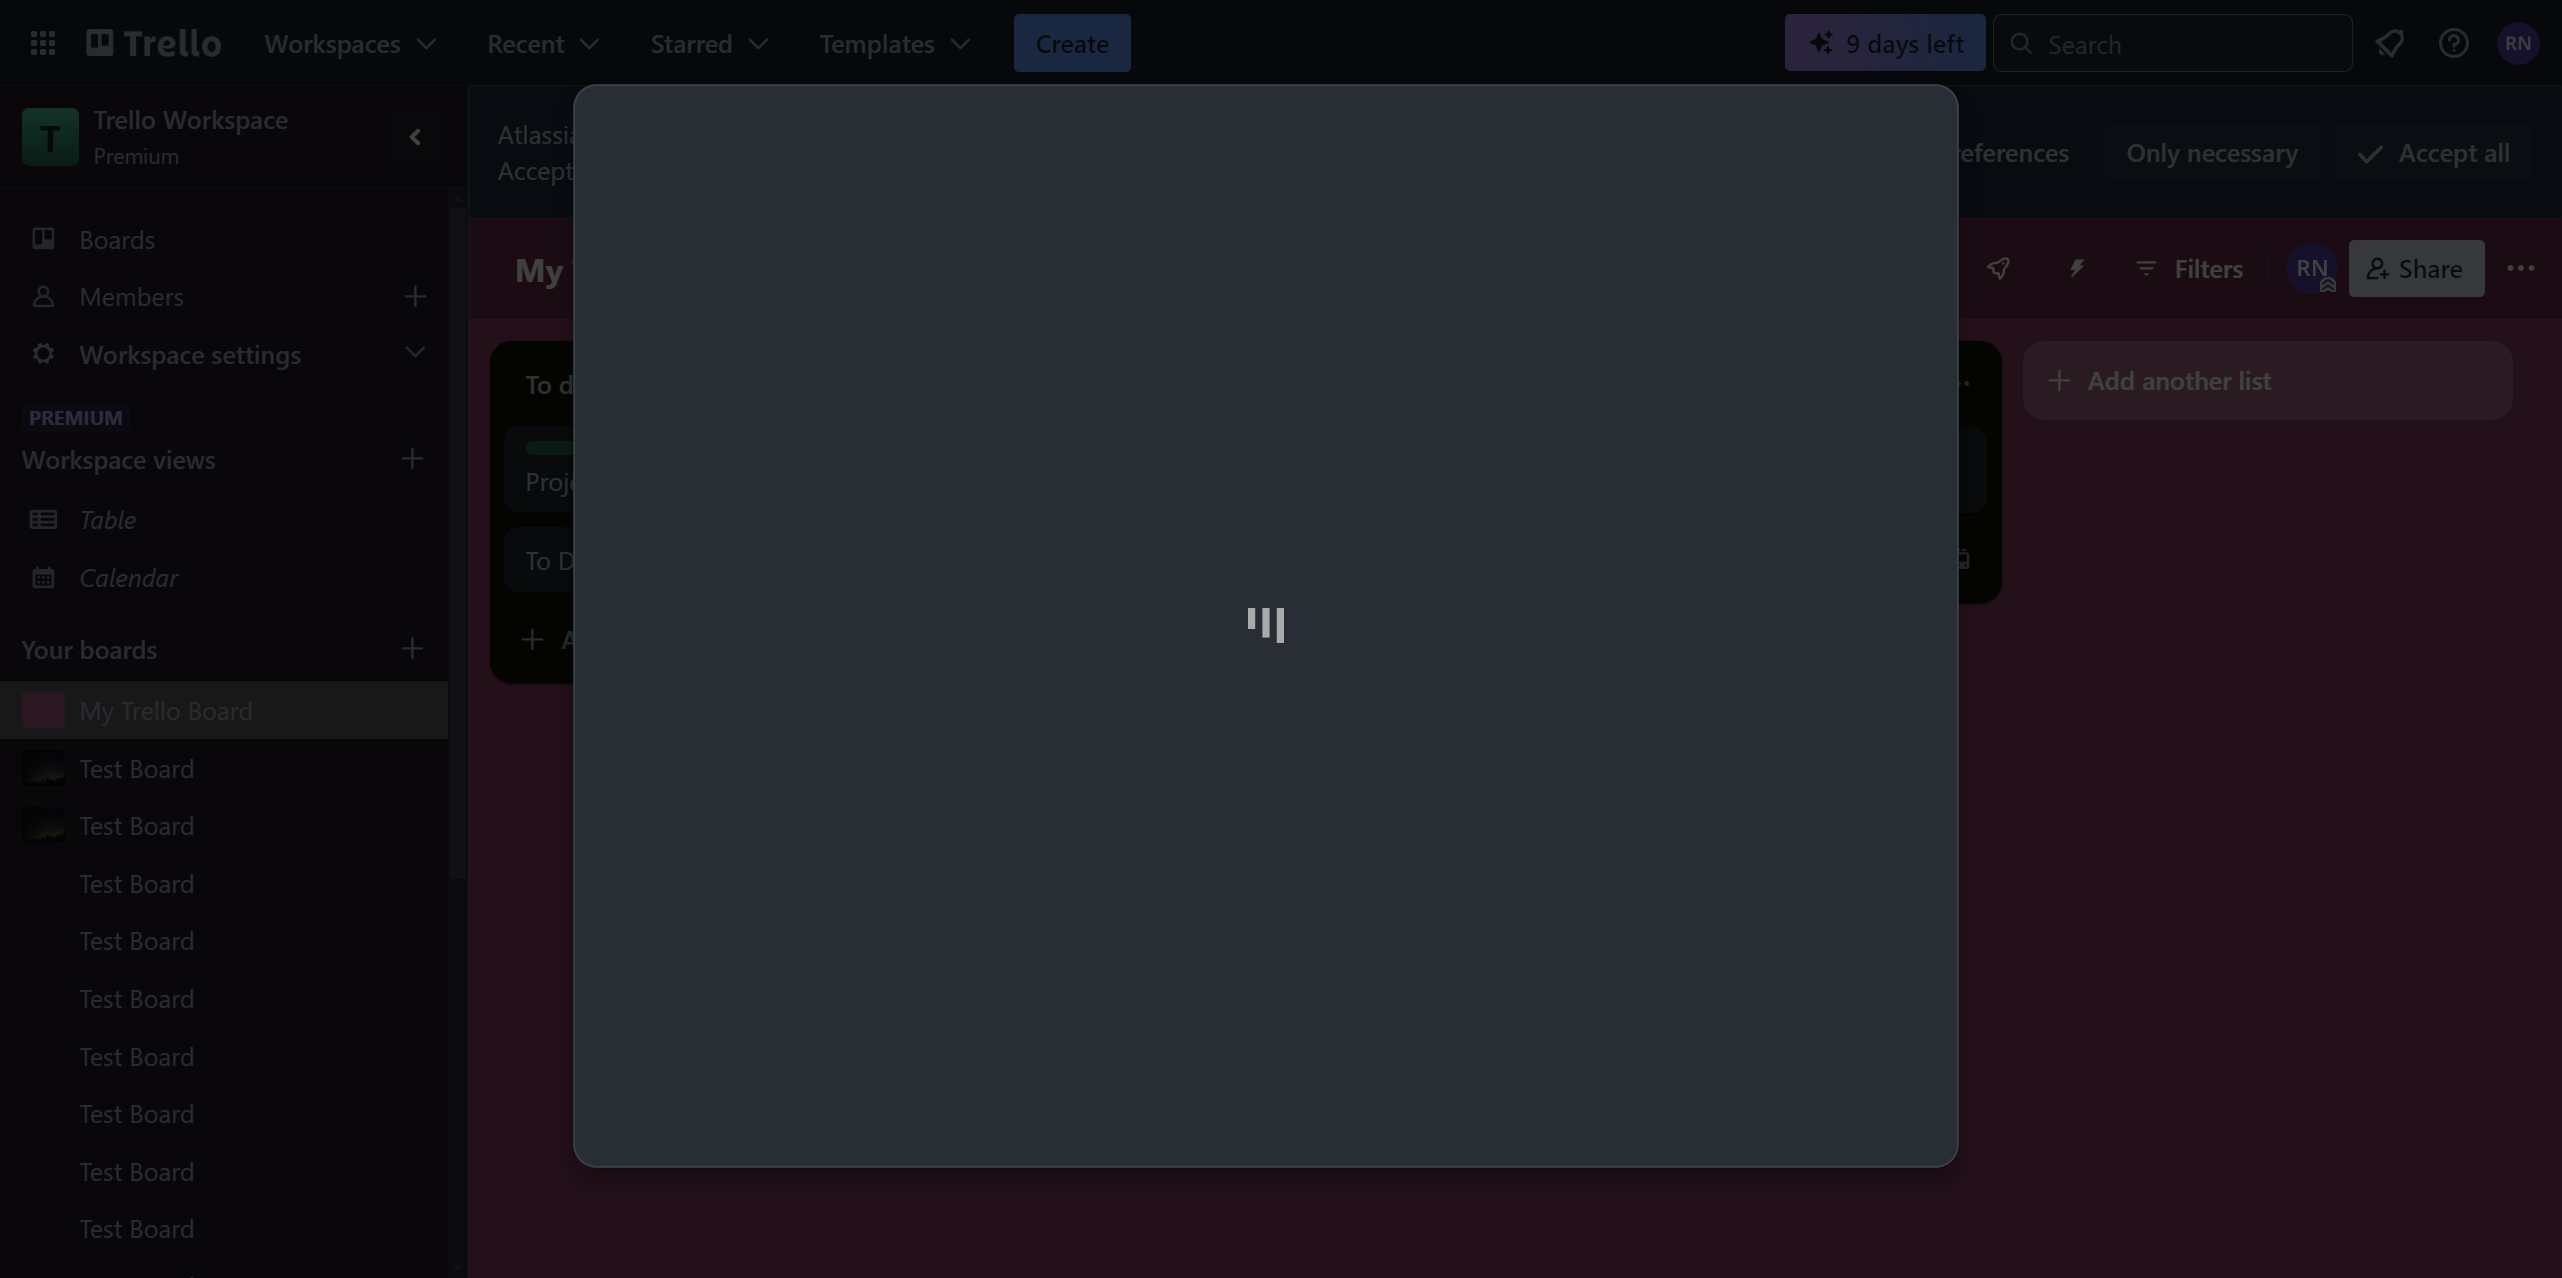 Trello
Workspaces
Recent
Starred
Templates
Create
9 days left
Search
RN
T
Trello Workspace
Premium
Boards
Members
Workspace settings
PREMIUM
Workspace views
Table
Calendar
Your boards
My Trello Board
Test Board
Test Board
Test Board
Test Board
Test Board
Test Board
Test Board
Test Board
Test Board
Accept
Only necessary
Accept all
My
Filters
RN
Share
To
To
Add another list